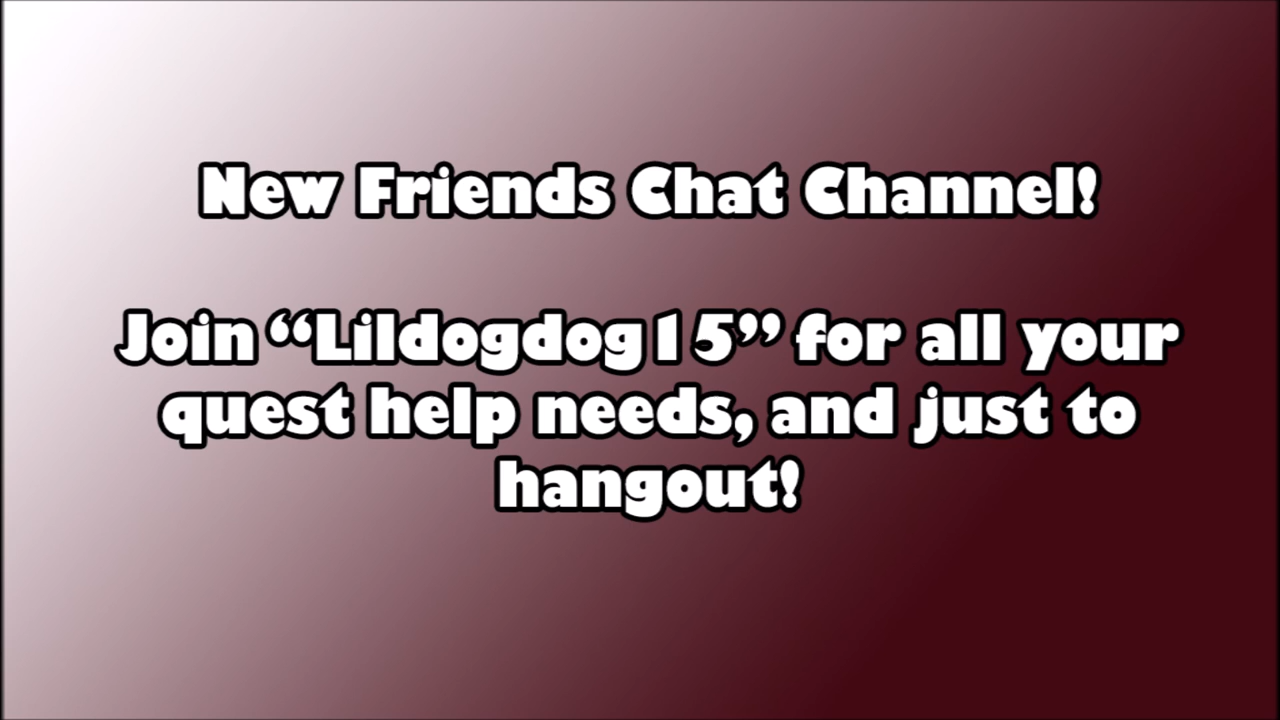 New Friends Chat Channel!
Join “Lildogdog15” for all your
quest help needs, and just to
hangout!